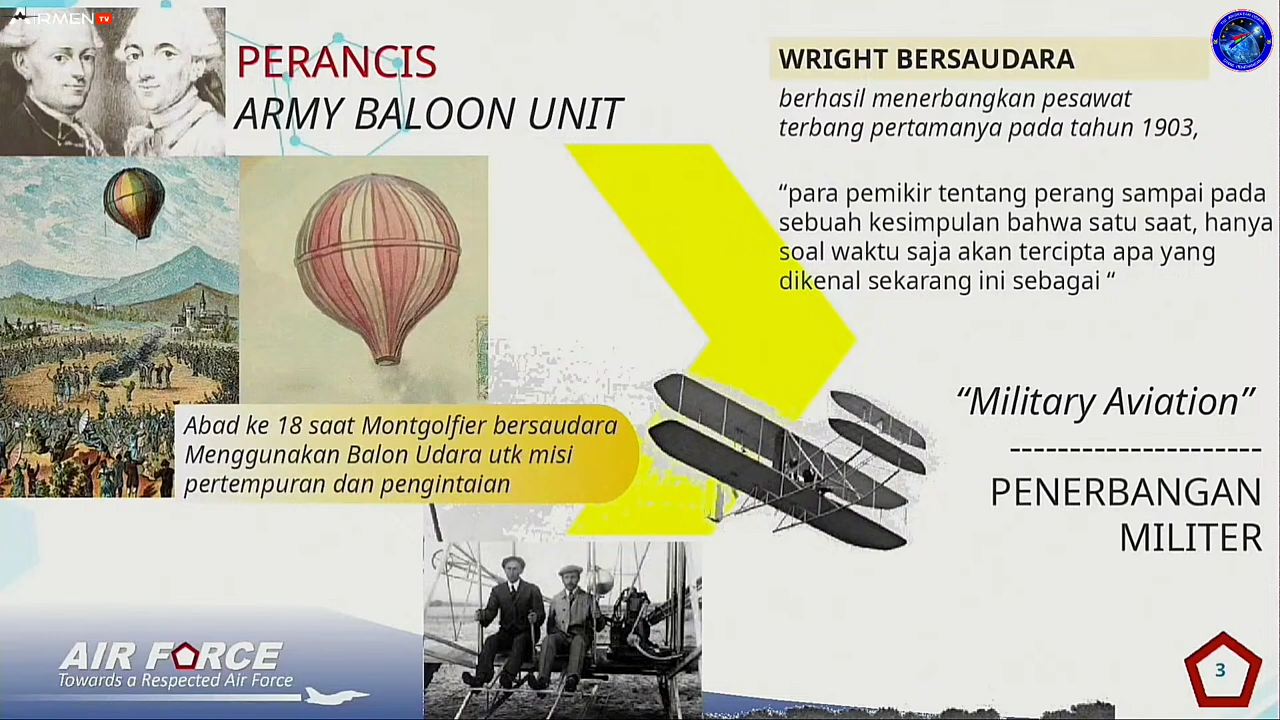 AIRMEN TV
PERANCIS
ARMY BALOON UNIT
Abad ke 18 saat Montgolfier bersaudara
Menggunakan Balon Udara utk misi
pertempuran dan pengintaian
WRIGHT BERSAUDARA
berhasil menerbangkan pesawat
terbang pertamanya pada tahun 1903,
“para pemikir tentang perang sampai pada
sebuah kesimpulan bahwa satu saat, hanya
soal waktu saja akan tercipta apa yang
dikenal sekarang ini sebagai “
“Military Aviation”
---------------------
PENERBANGAN
MILITER
AIR FORCE
Towards a Respected Air Force
3